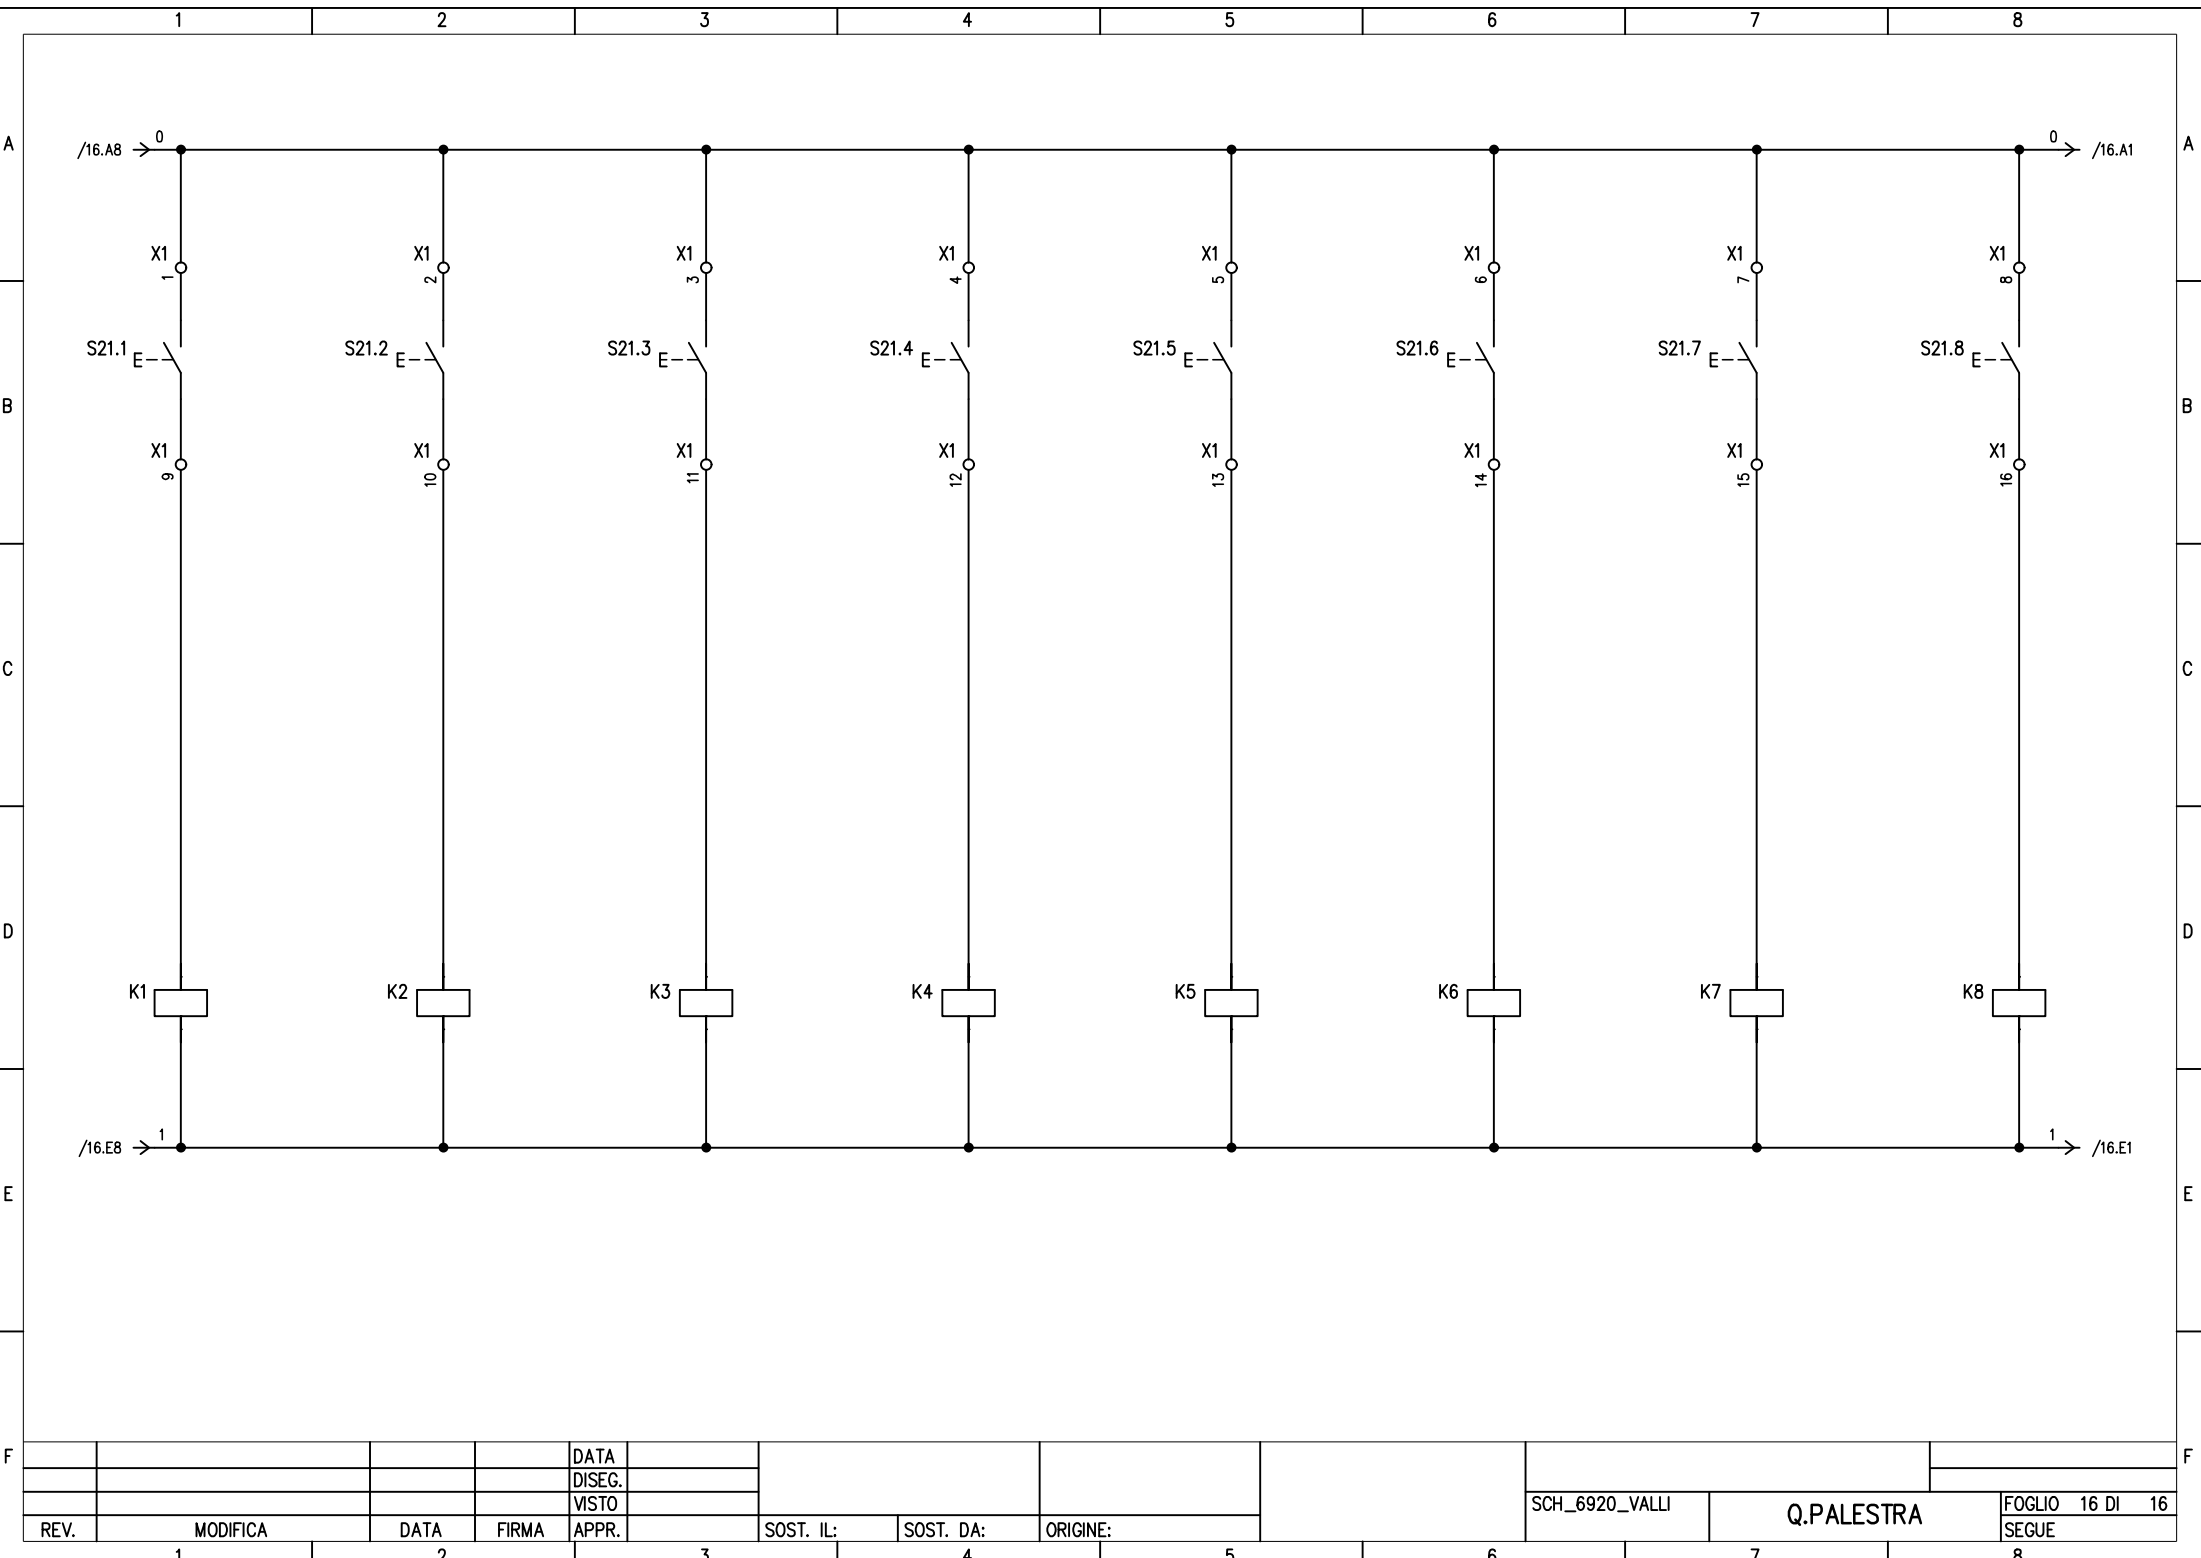 1 2 3 4 5 6 7 8
A A
/16.A8 0 0 /16.A1
X1 X1 X1 X1 X1 X1 X1 X1
1 2 3 4 5 6 7 8
S21.1 S21.2 S21.3 S21.4 S21.5 S21.6 S21.7 S21.8
B B
X1 X1 X1 X1 X1 X1 X1 X1
9 10 11 12 13 14 15 16
C C
D D
K1 K2 K3 K4 K5 K6 K7 K8
/16.E8 1 1 /16.E1
E E
F DATA F
DISEG.
VISTO SCH_6920_VALLI Q.PALESTRA FOGLIO 16 DI 16
REV. MODIFICA DATA FIRMA APPR. SOST. IL: SOST. DA: ORIGINE: SEGUE
1 2 3 4 5 6 7 8